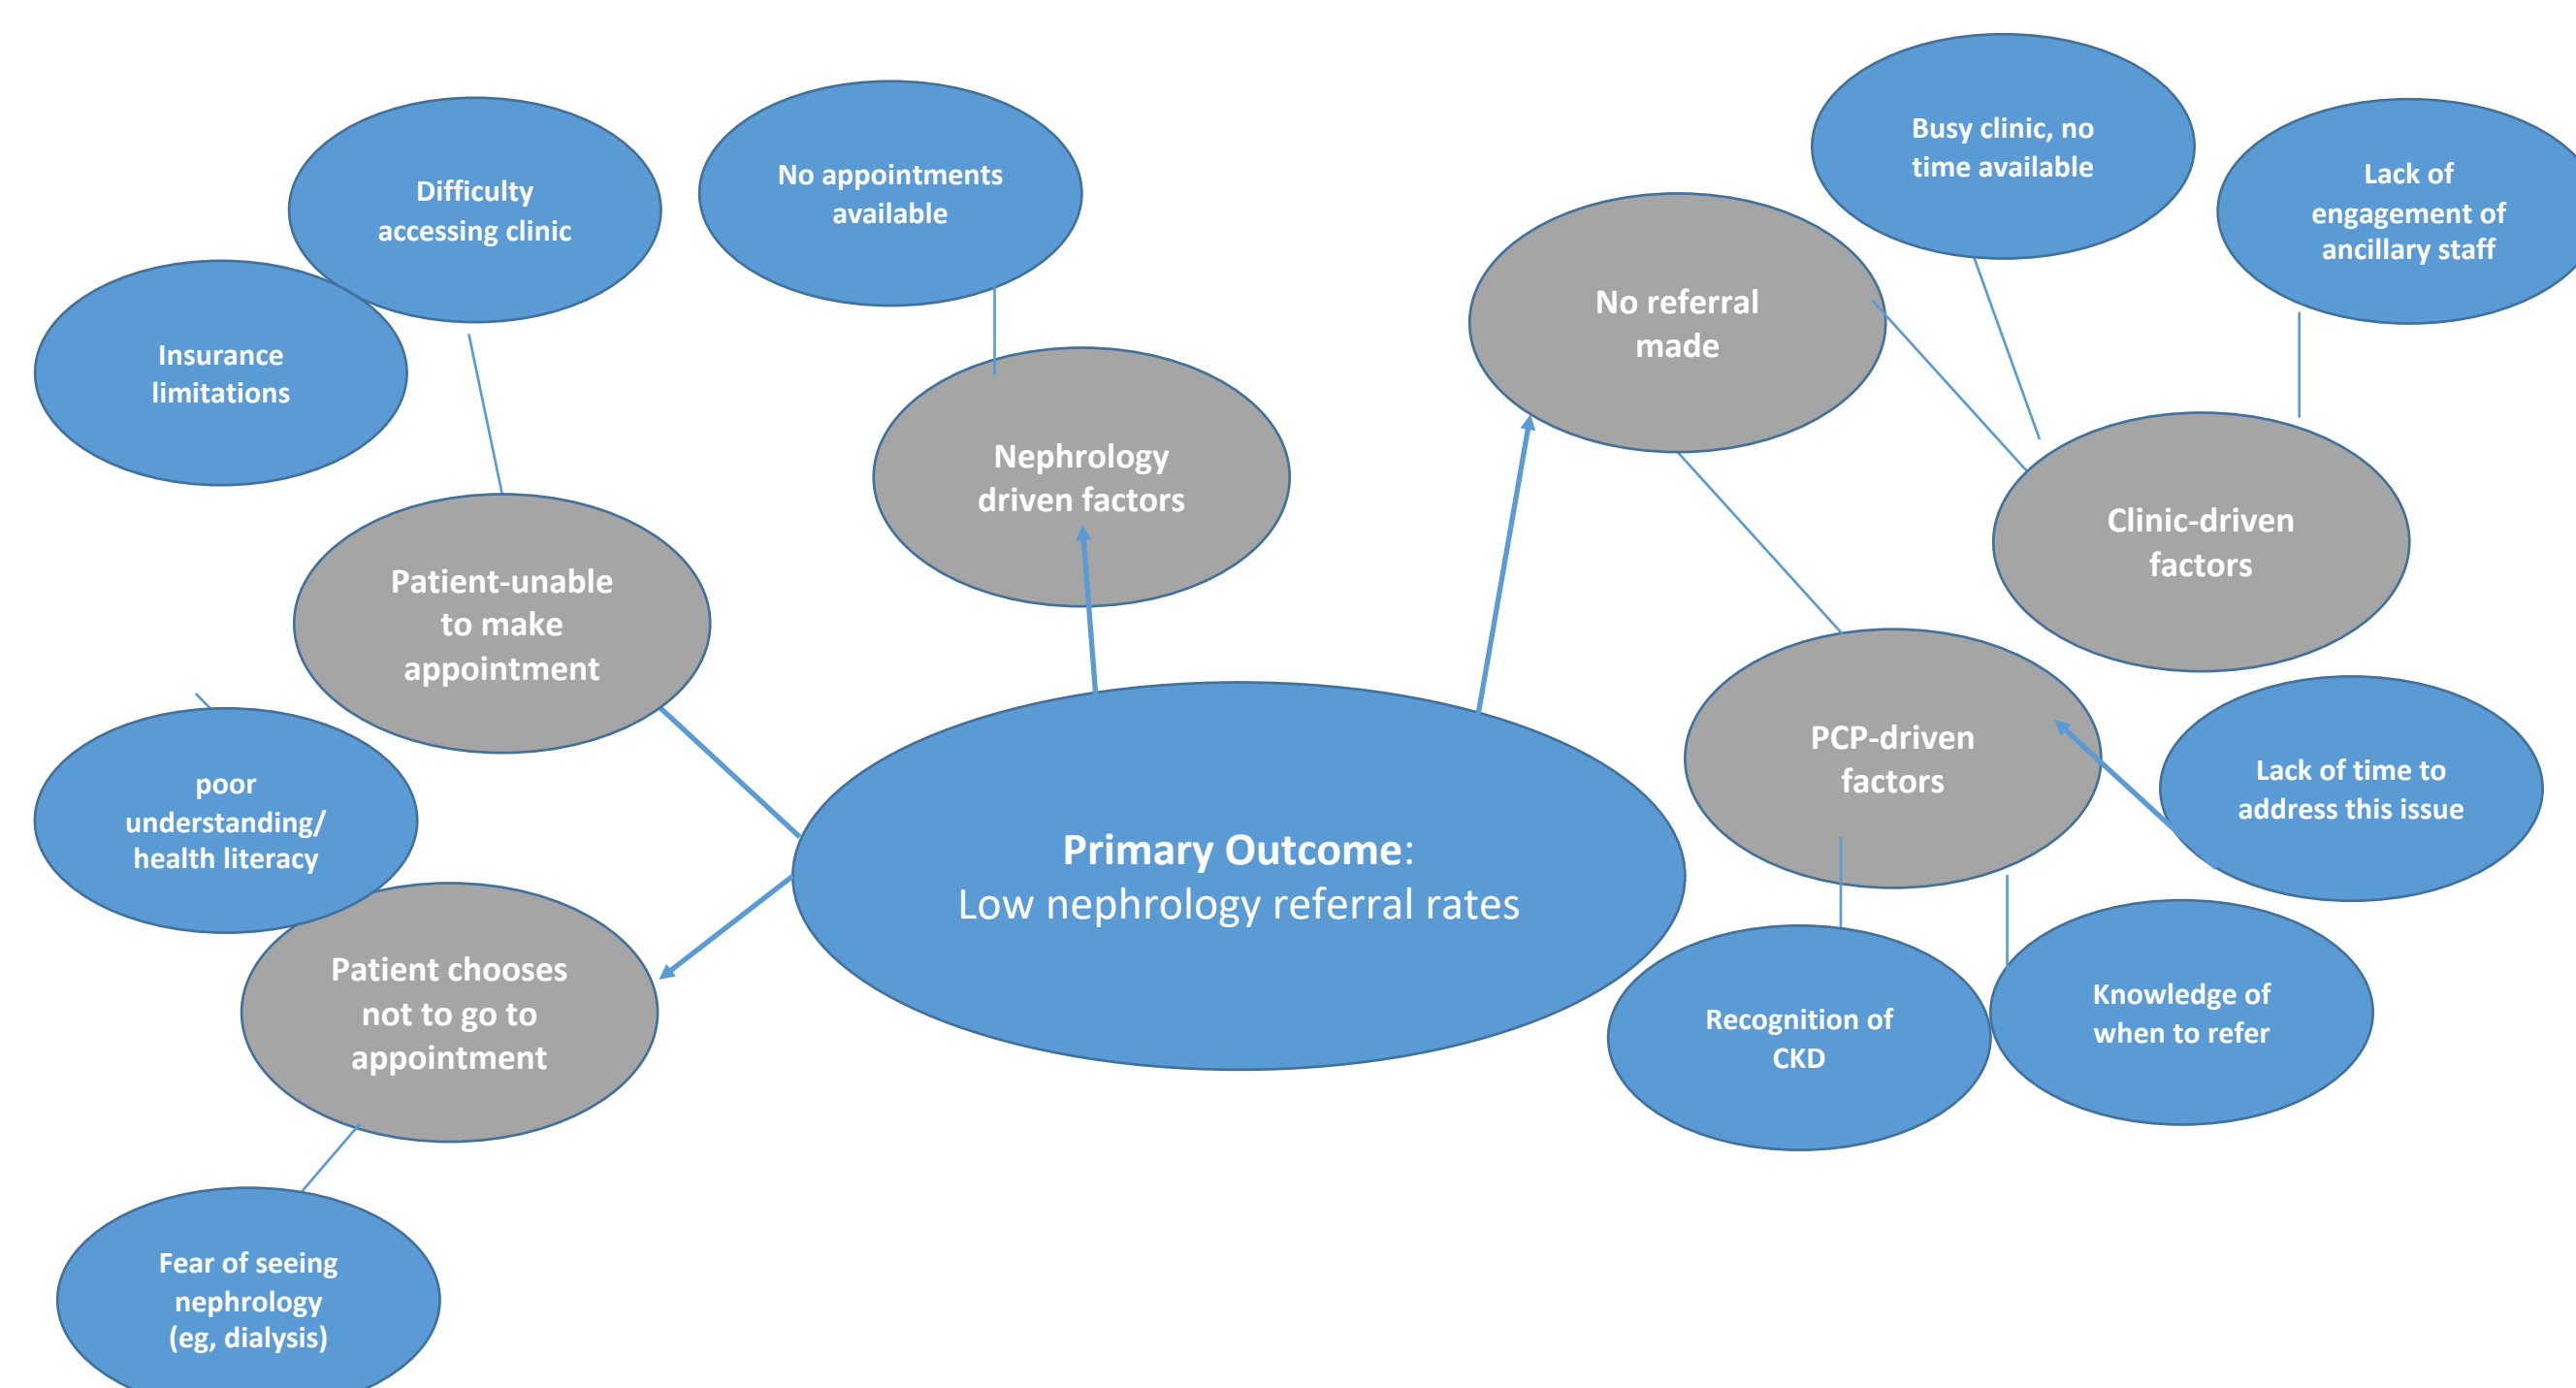 Difficulty
accessing clinic
No appointments
available
Busy clinic, no
time available
Lack of
engagement of
ancillary staff
Insurance
limitations
No referral
made
Nephrology
driven factors
Clinic-driven
factors
Patient-unable
to make
appointment
PCP-driven
factors
Lack of time to
address this issue
poor
understanding/
health literacy
Primary Outcome:
Low nephrology referral rates
Patient chooses
not to go to
appointment
Recognition of
CKD
Knowledge of
when to refer
Fear of seeing
nephrology
(eg, dialysis)